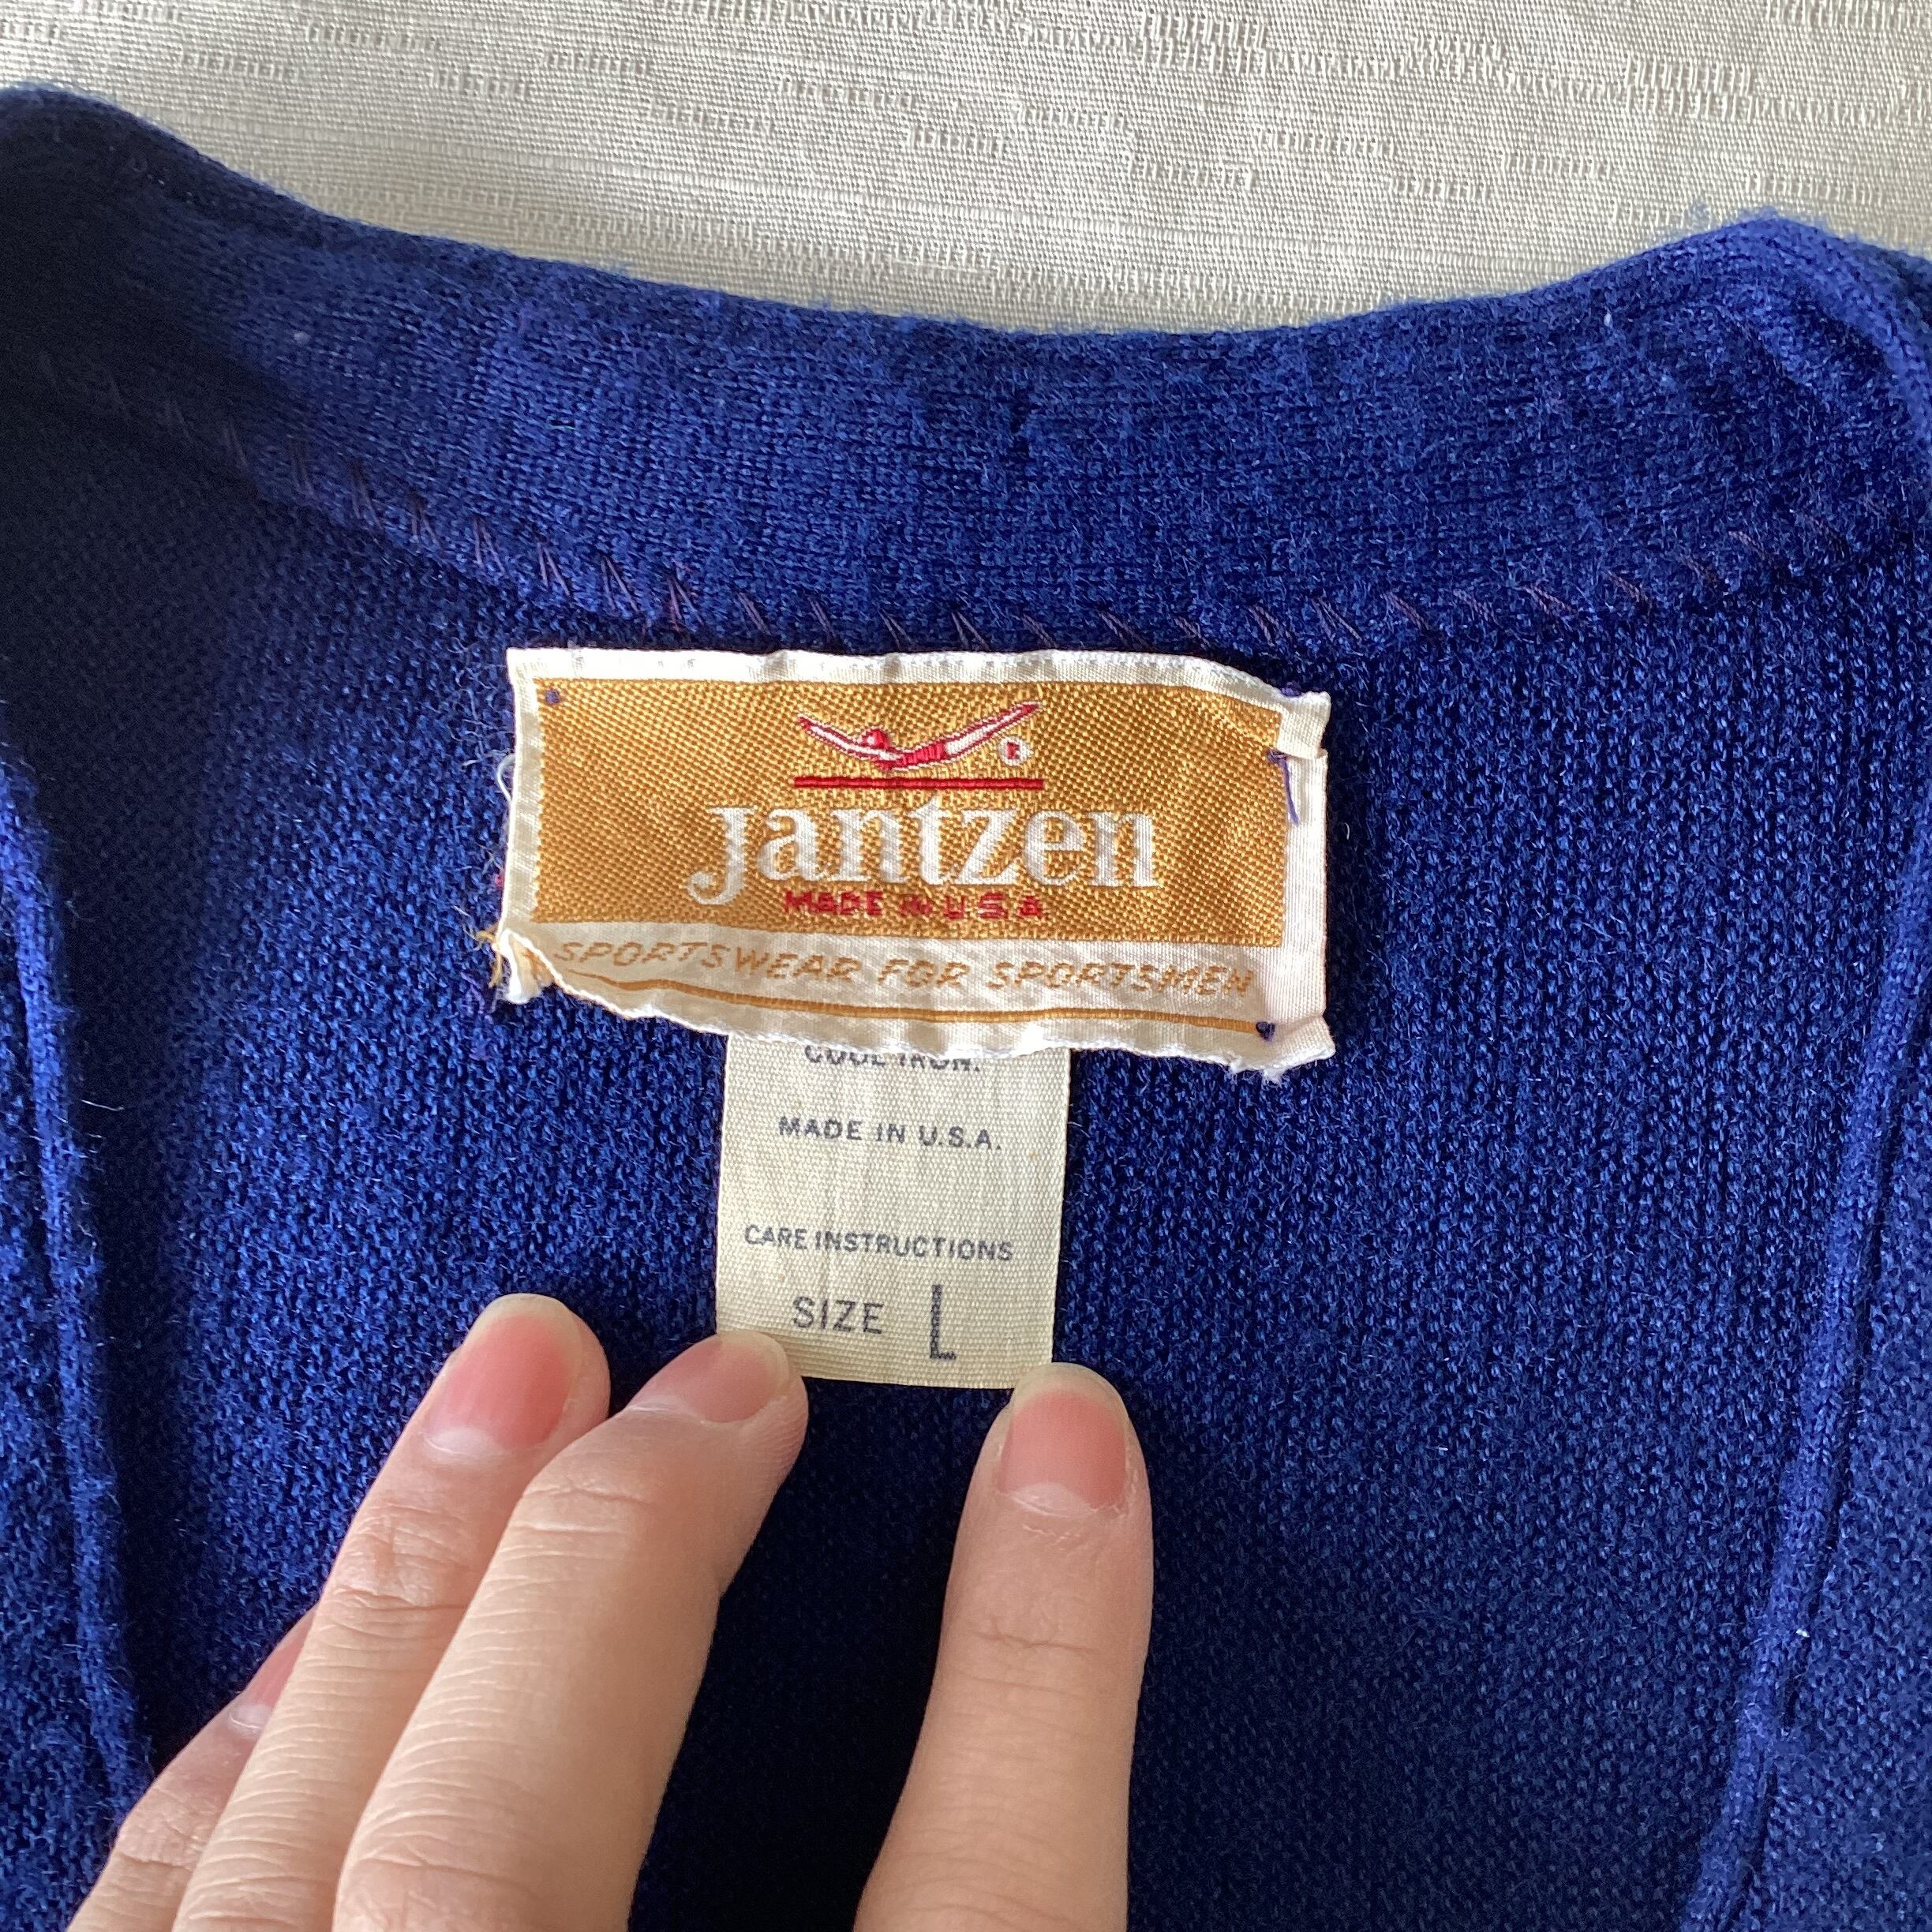 Jantzen
MADE IN U S A
SPORTSWEAR FOR SPORTSMEN
COOL IRON.
MADE IN U.S.A.
CARE INSTRUCTIONS
SIZE L